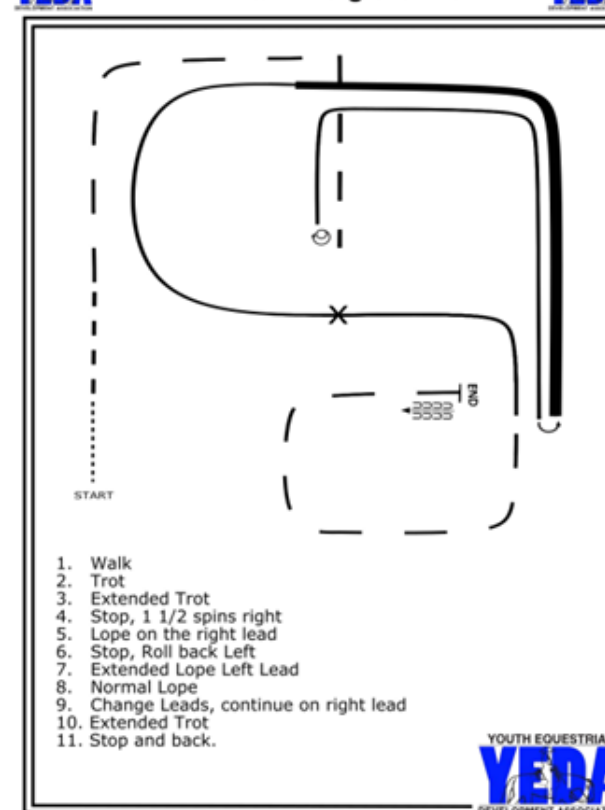 DEVELOPMENT ASSOCIATION
START
END
1. Walk
2. Trot
3. Extended Trot
4. Stop, 1 1/2 spins right
5. Lope on the right lead
6. Stop, Roll back Left
7. Extended Lope Left Lead
8. Normal Lope
9. Change Leads, continue on right lead
10. Extended Trot
11. Stop and back.
YOUTH EQUESTRIA
YEDA